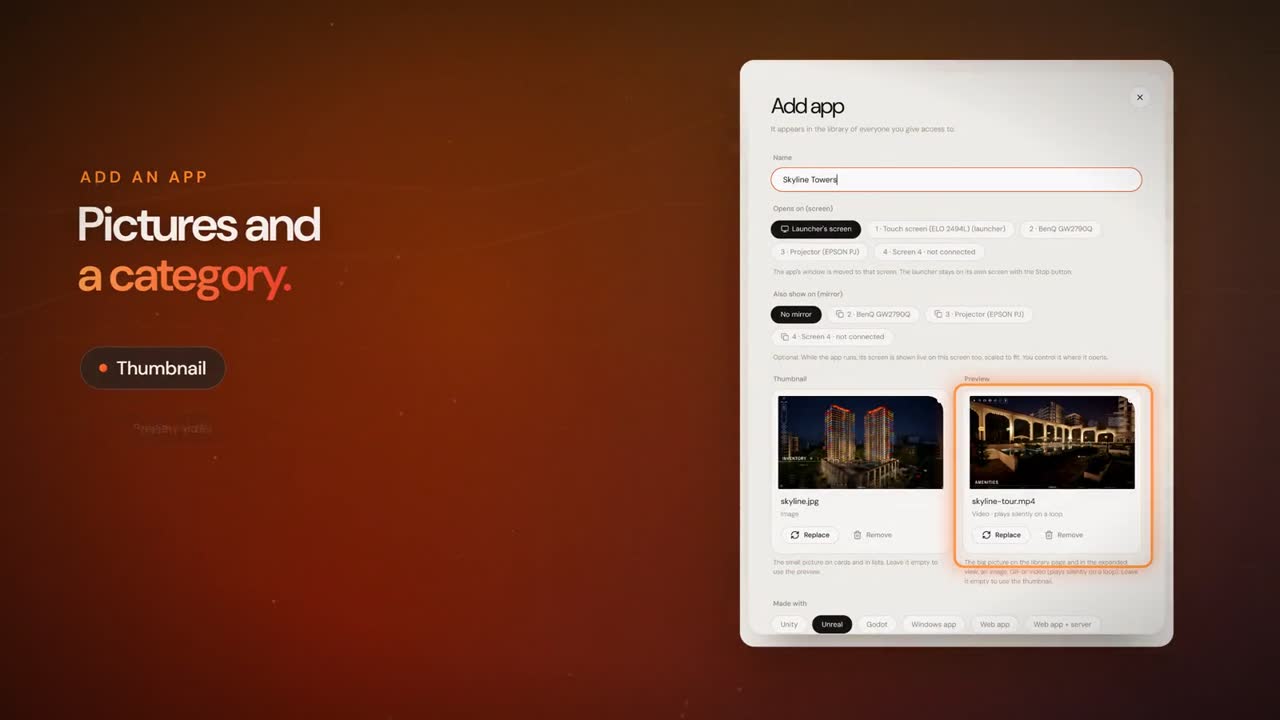 ADD AN APP
Pictures and
a category.
Thumbnail
Add app
It appears in the library of everyone you give access to.
Name
Skyline Towers
Opens on (screen)
Launcher's screen
1 · Touch screen (ELO 2494L) (launcher)
2 · BenQ GW2790Q
3 · Projector (EPSON PJ)
4 · Screen 4 · not connected
The app's window is moved to that screen. The launcher stays on its own screen with the Stop button.
Also show on (mirror)
No mirror
2 · BenQ GW2790Q
3 · Projector (EPSON PJ)
4 · Screen 4 · not connected
Optional. While the app runs, its screen is shown live on this screen too, scaled to fit. You control it where it opens.
Thumbnail
INVENTORY
skyline.jpg
Image
Replace
Remove
The small picture on cards and in lists. Leave it empty to
use the preview.
Preview
AMENITIES
skyline-tour.mp4
Video · plays silently on a loop
Replace
Remove
The big picture on the library page and in the expanded
view, an image, GIF or video (plays silently on a loop). Leave
it empty to use the thumbnail.
Made with
Unity
Unreal
Godot
Windows app
Web app
Web app + server